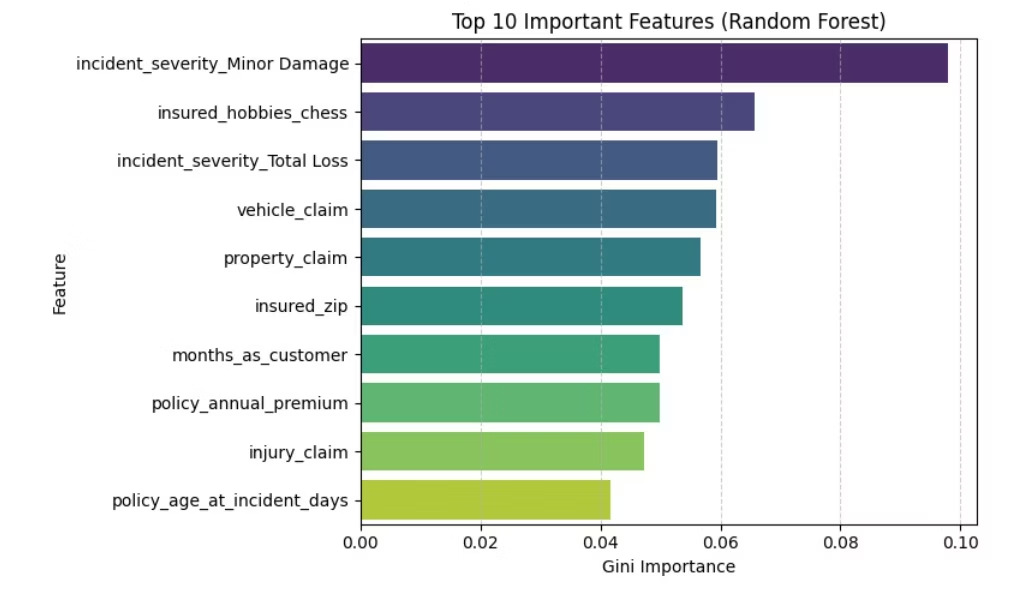 Top 10 Important Features (Random Forest)
incident_severity_Minor Damage
insured_hobbies_chess
incident_severity_Total Loss
vehicle_claim
property_claim
insured_zip
months_as_customer
policy_annual_premium
injury_claim
policy_age_at_incident_days
Feature
0.00 0.02 0.04 0.06 0.08 0.10
Gini Importance